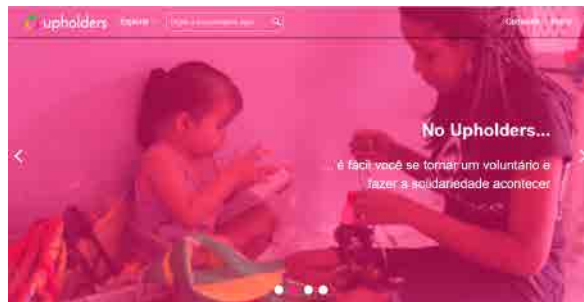 upholders Explorar
No Upholders...
... é fácil você se tornar um voluntário e
fazer a solidariedade acontecer